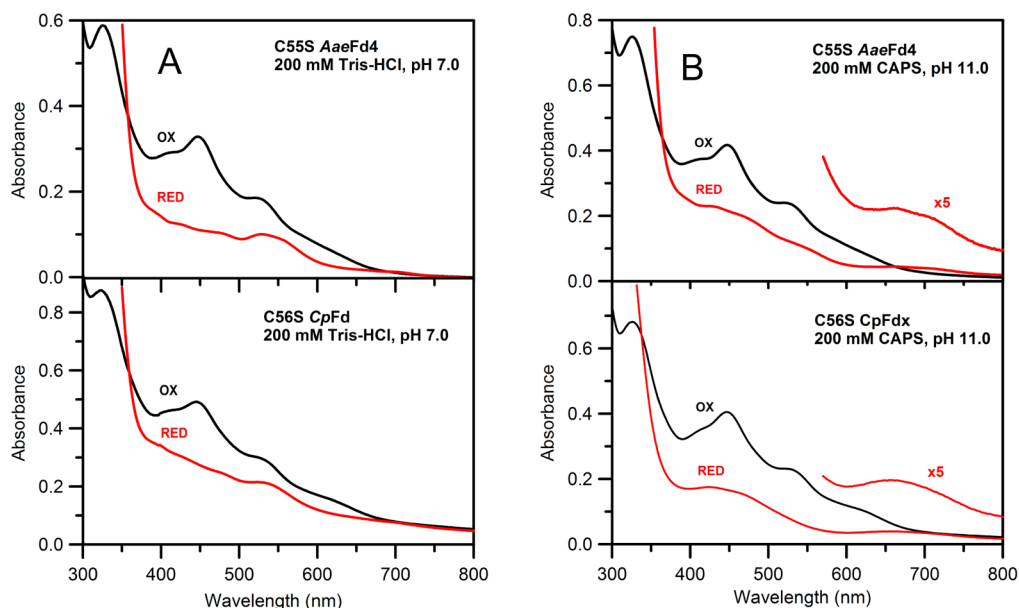 A
C55S AaeFd4
200 mM Tris-HCl, pH 7.0
OX
RED
Absorbance
0.6
0.4
0.2
0.0
C56S CpFd
200 mM Tris-HCl, pH 7.0
OX
RED
Absorbance
0.8
0.6
0.4
0.2
0.0
300 400 500 600 700 800
Wavelength (nm)
B
C55S AaeFd4
200 mM CAPS, pH 11.0
OX
RED
x5
Absorbance
0.8
0.6
0.4
0.2
0.0
C56S CpFdx
200 mM CAPS, pH 11.0
OX
RED
x5
Absorbance
0.6
0.4
0.2
0.0
300 400 500 600 700 800
Wavelength (nm)